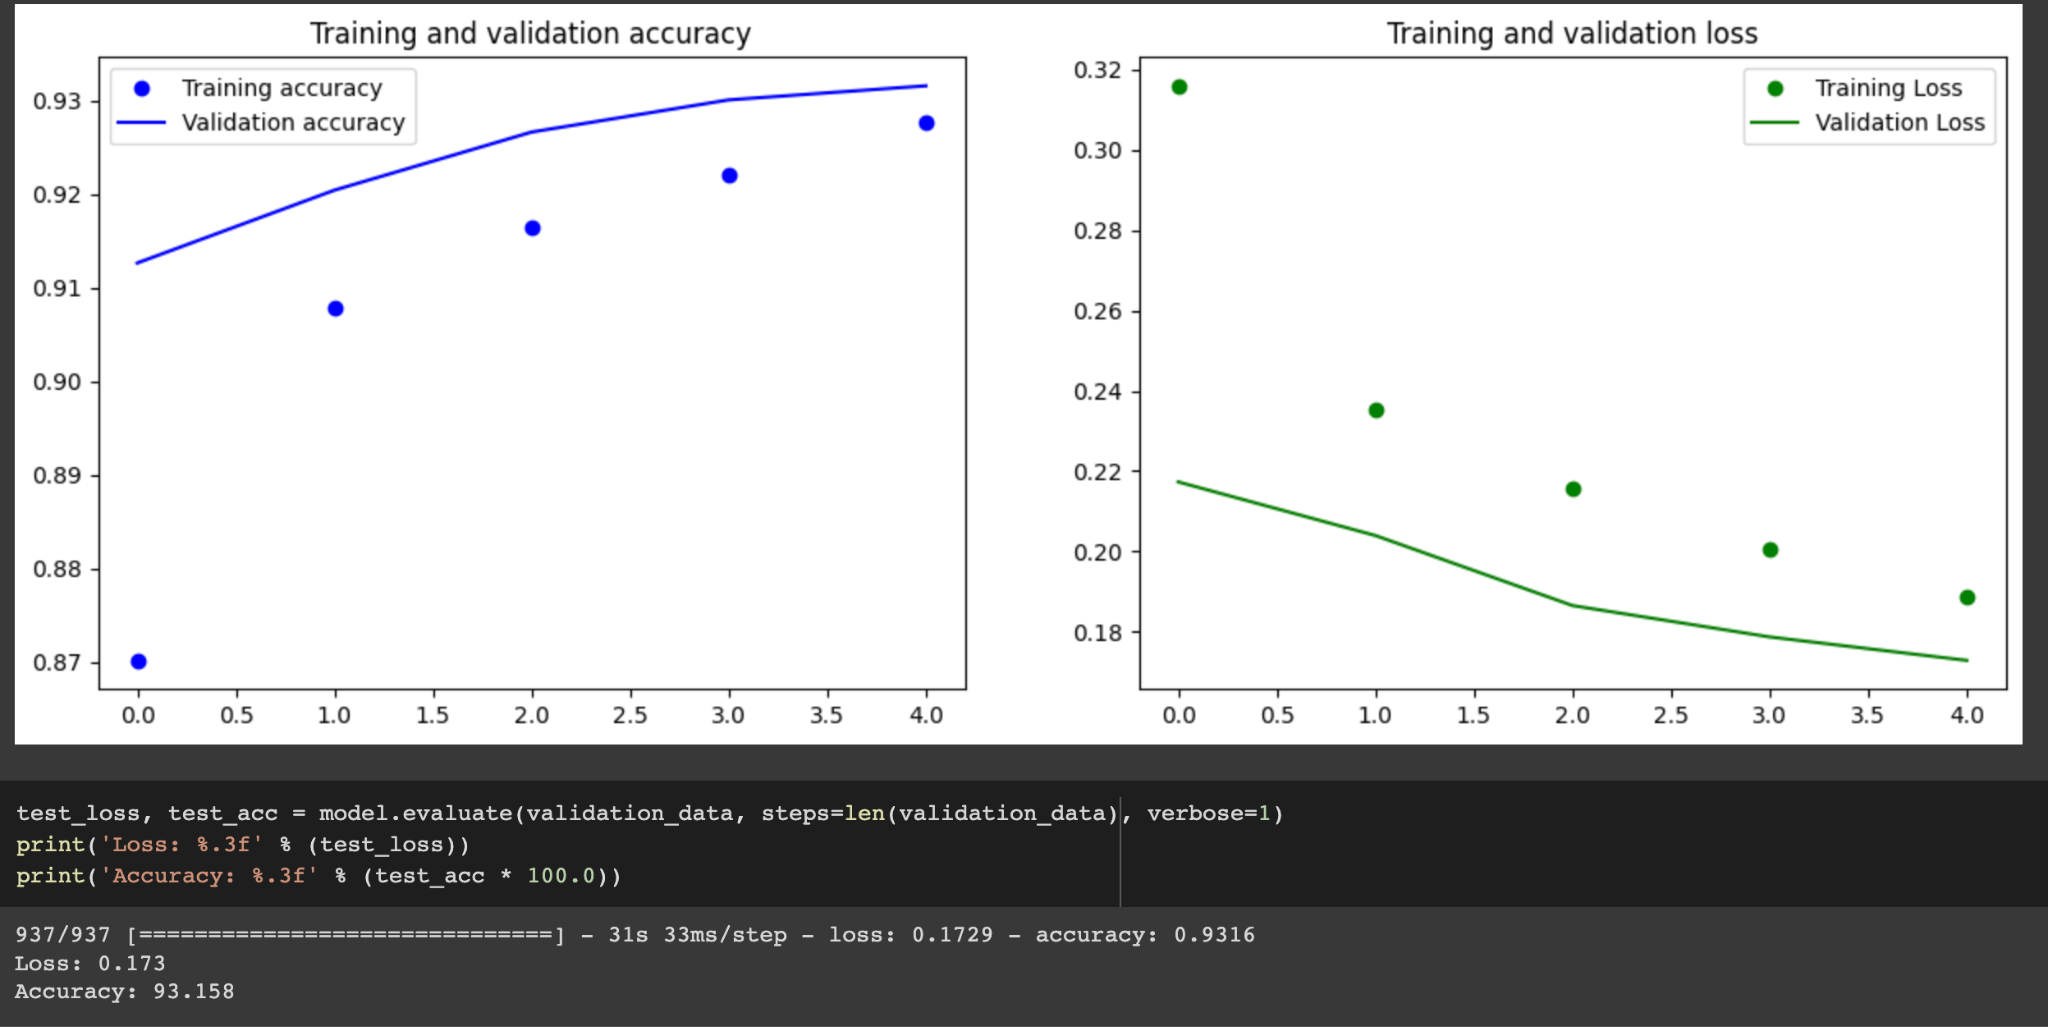 Training and validation accuracy
Training accuracy
Validation accuracy
0.93
0.92
0.91
0.90
0.89
0.88
0.87
0.0 0.5 1.0 1.5 2.0 2.5 3.0 3.5 4.0
Training and validation loss
Training Loss
Validation Loss
0.32
0.30
0.28
0.26
0.24
0.22
0.20
0.18
0.0 0.5 1.0 1.5 2.0 2.5 3.0 3.5 4.0
test_loss, test_acc = model.evaluate(validation_data, steps=len(validation_data), verbose=1)
print('Loss: %.3f' % (test_loss))
print('Accuracy: %.3f' % (test_acc * 100.0))
937/937 [==============================] - 31s 33ms/step - loss: 0.1729 - accuracy: 0.9316
Loss: 0.173
Accuracy: 93.158